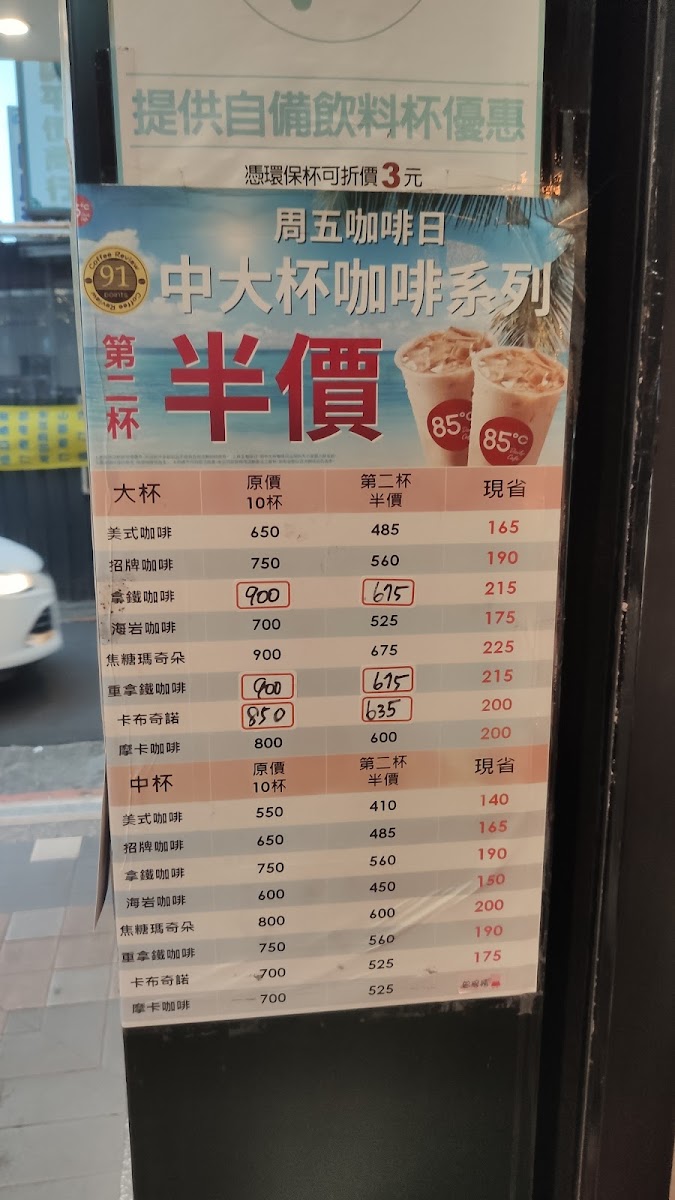 提供自備飲料杯優惠
憑環保杯可折價3元
周五咖啡日
中大杯咖啡系列
第二杯 半價
Coffee Review
91
points
Coffee Review
85°C
85°C
大杯 原價10杯 第二杯半價 現省
美式咖啡 650 485 165
招牌咖啡 750 560 190
拿鐵咖啡 900 675 215
海岩咖啡 700 525 175
焦糖瑪奇朵 900 675 225
重拿鐵咖啡 900 675 215
卡布奇諾 850 635 200
摩卡咖啡 800 600 200
中杯 原價10杯 第二杯半價 現省
美式咖啡 550 410 140
招牌咖啡 650 485 165
拿鐵咖啡 750 560 190
海岩咖啡 600 450 150
焦糖瑪奇朵 800 600 200
重拿鐵咖啡 750 560 190
卡布奇諾 700 525 175
摩卡咖啡 700 525